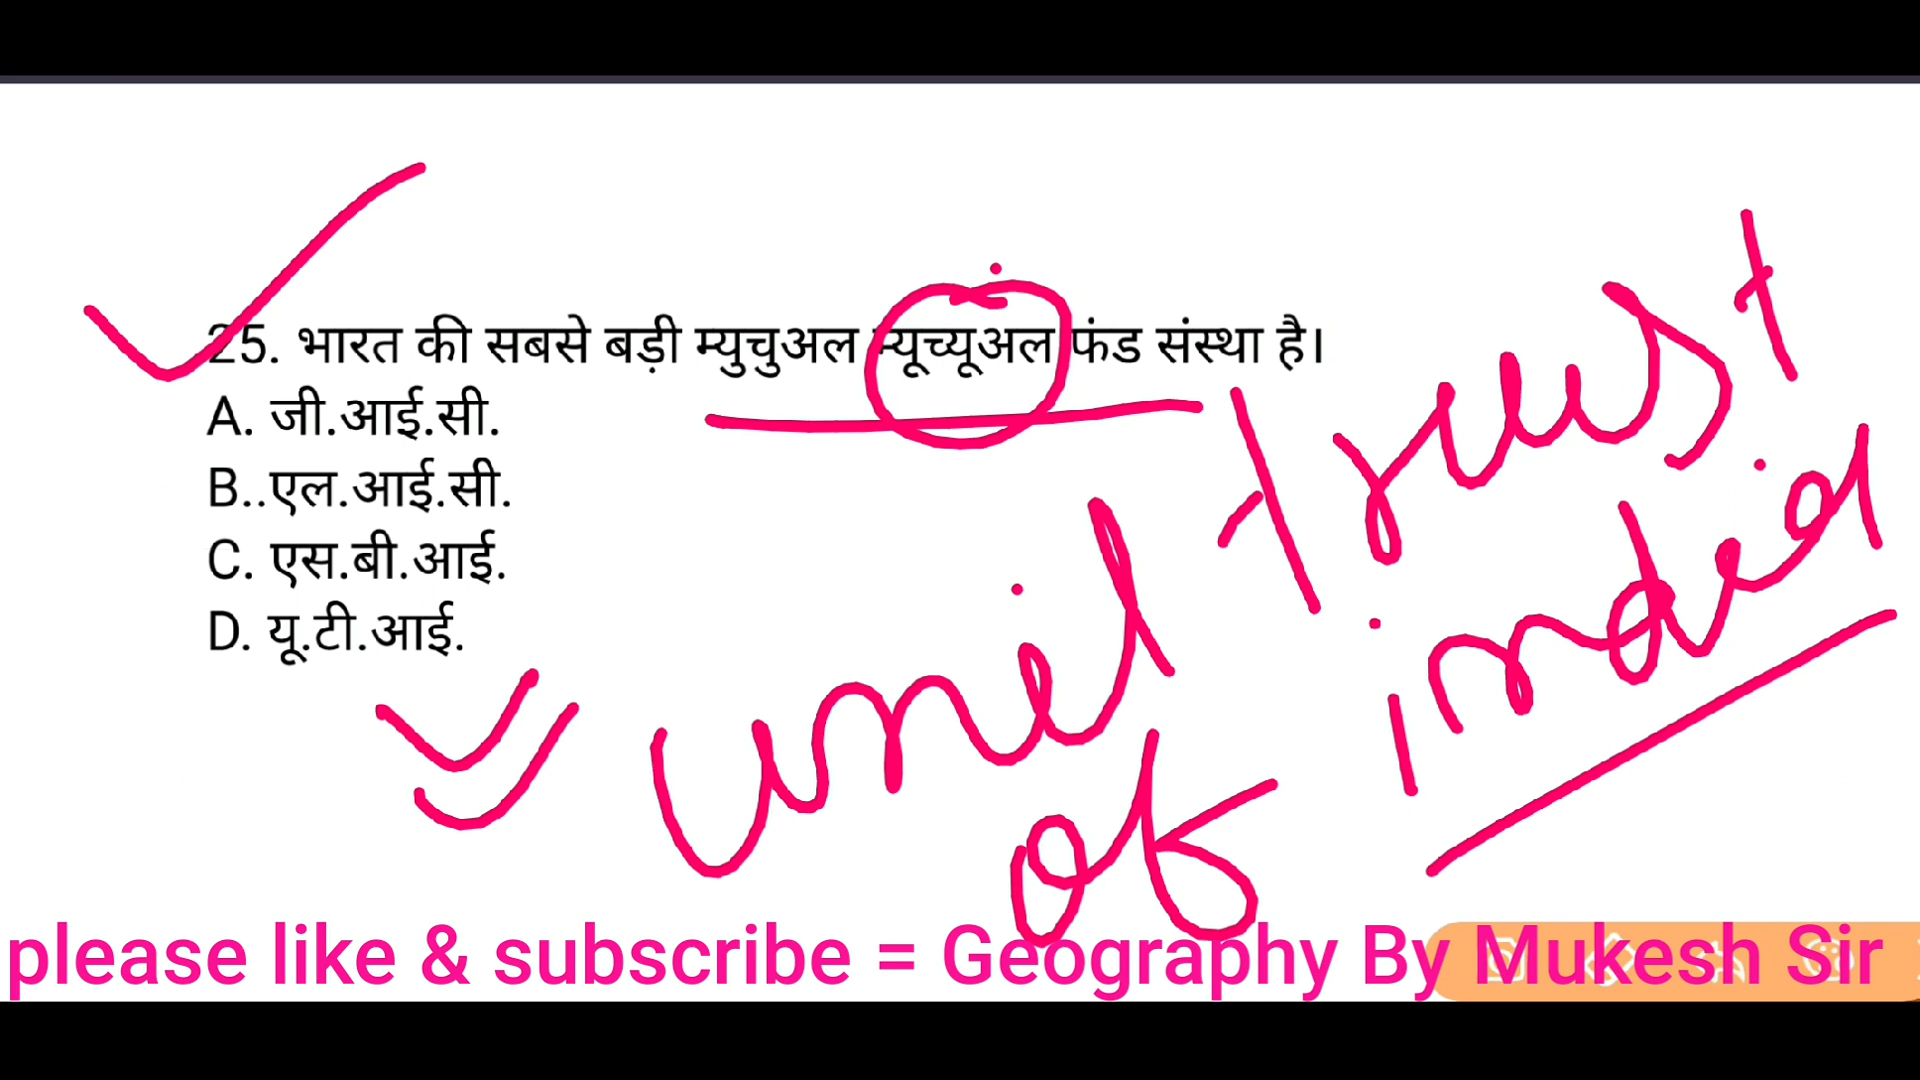 25. भारत की सबसे बड़ी म्युचुअल म्यूच्यूअल फंड संस्था है।
A. जी.आई.सी.
B..एल.आई.सी.
C. एस.बी.आई.
D. यू.टी.आई.
unit trust
of india
please like & subscribe = Geography By Mukesh Sir